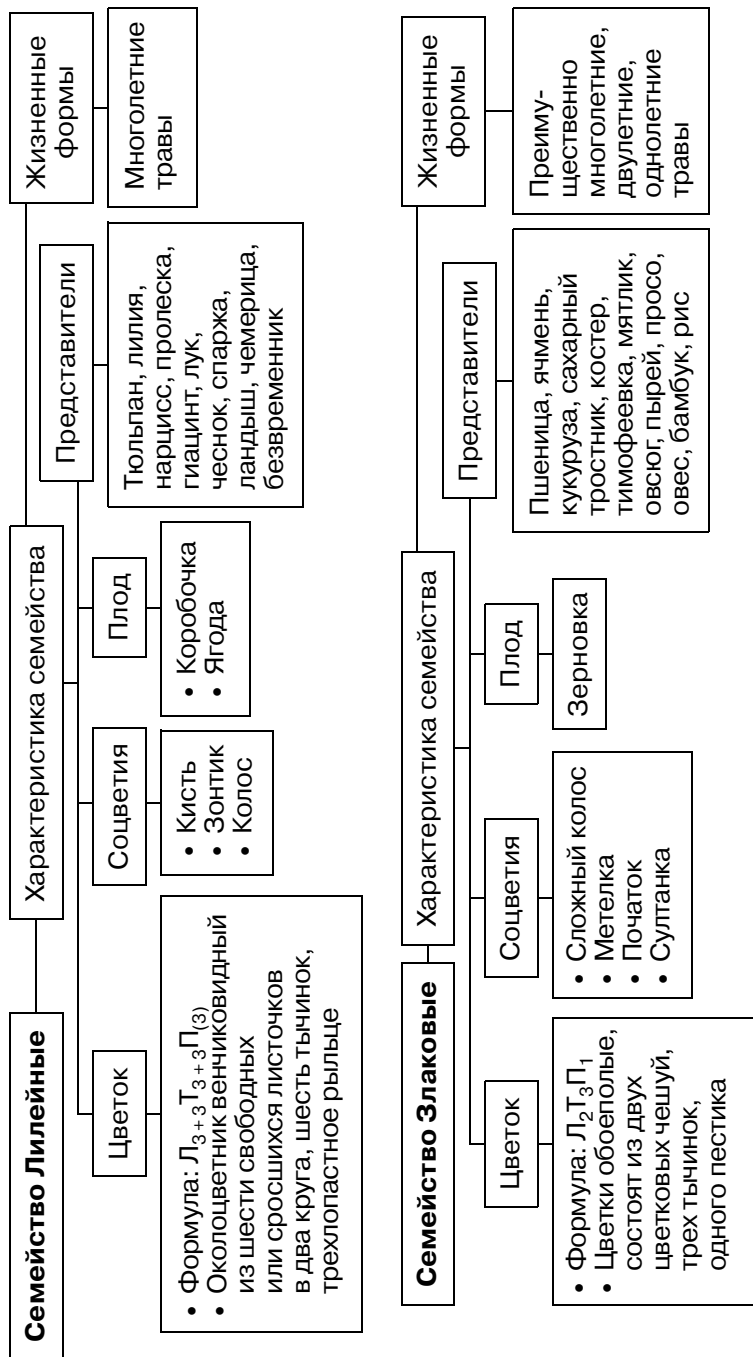 Семейство Лилейные
Характеристика семейства
Цветок
• Формула: Л3 + 3Т3 + 3П(3)
• Околоцветник венчиковидный
из шести свободных
или сросшихся листочков
в два круга, шесть тычинок,
трехлопастное рыльце
Соцветия
• Кисть
• Зонтик
• Колос
Плод
• Коробочка
• Ягода
Представители
Тюльпан, лилия,
нарцисс, пролеска,
гиацинт, лук,
чеснок, спаржа,
ландыш, чемерица,
безвременник
Жизненные
формы
Многолетние
травы
Семейство Злаковые
Характеристика семейства
Цветок
• Формула: Л2Т3П1
• Цветки обоеполые,
состоят из двух
цветковых чешуй,
трех тычинок,
одного пестика
Соцветия
• Сложный колос
• Метелка
• Початок
• Султанка
Плод
Зерновка
Представители
Пшеница, ячмень,
кукуруза, сахарный
тростник, костер,
тимофеевка, мятлик,
овсюг, пырей, просо,
овес, бамбук, рис
Жизненные
формы
Преиму-
щественно
многолетние,
двулетние,
однолетние
травы